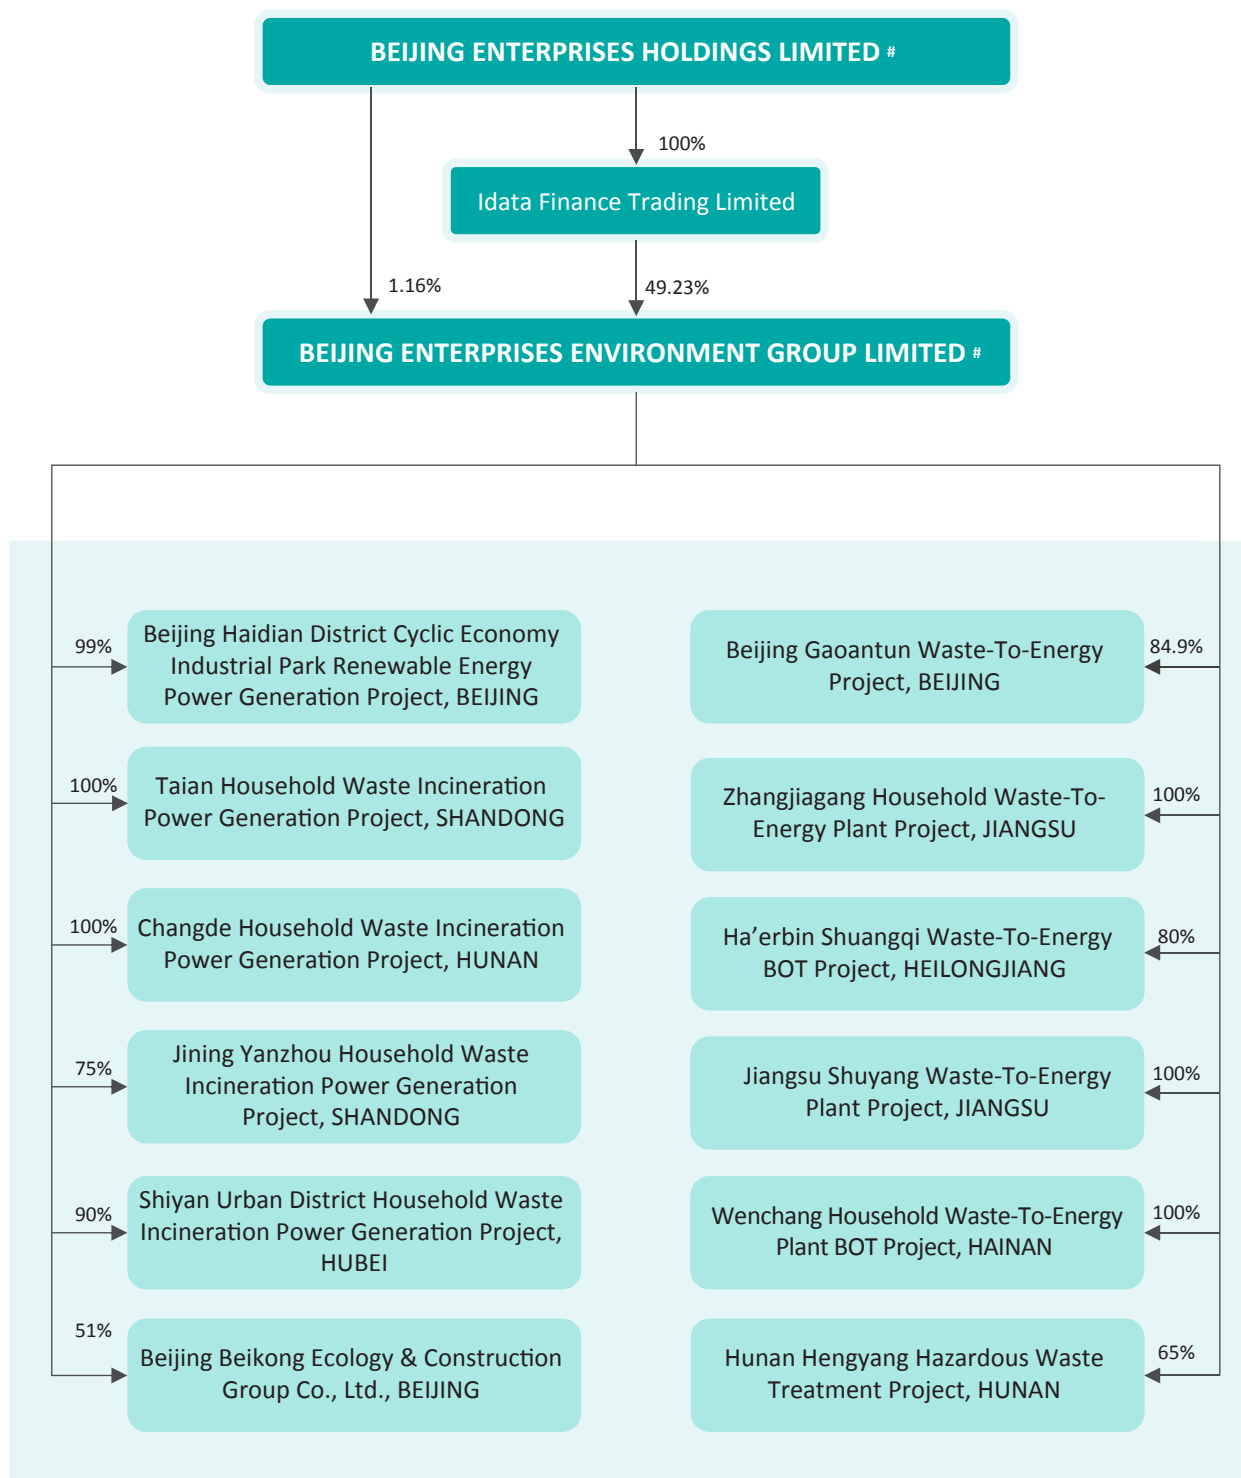 BEIJING ENTERPRISES HOLDINGS LIMITED #
100%
Idata Finance Trading Limited
1.16%
49.23%
BEIJING ENTERPRISES ENVIRONMENT GROUP LIMITED #
99%
Beijing Haidian District Cyclic Economy
Industrial Park Renewable Energy
Power Generation Project, BEIJING
100%
Taian Household Waste Incineration
Power Generation Project, SHANDONG
100%
Changde Household Waste Incineration
Power Generation Project, HUNAN
75%
Jining Yanzhou Household Waste
Incineration Power Generation
Project, SHANDONG
90%
Shiyan Urban District Household Waste
Incineration Power Generation Project,
HUBEI
51%
Beijing Beikong Ecology & Construction
Group Co., Ltd., BEIJING
84.9%
Beijing Gaoantun Waste-To-Energy
Project, BEIJING
100%
Zhangjiagang Household Waste-To-
Energy Plant Project, JIANGSU
80%
Ha’erbin Shuangqi Waste-To-Energy
BOT Project, HEILONGJIANG
100%
Jiangsu Shuyang Waste-To-Energy
Plant Project, JIANGSU
100%
Wenchang Household Waste-To-Energy
Plant BOT Project, HAINAN
65%
Hunan Hengyang Hazardous Waste
Treatment Project, HUNAN